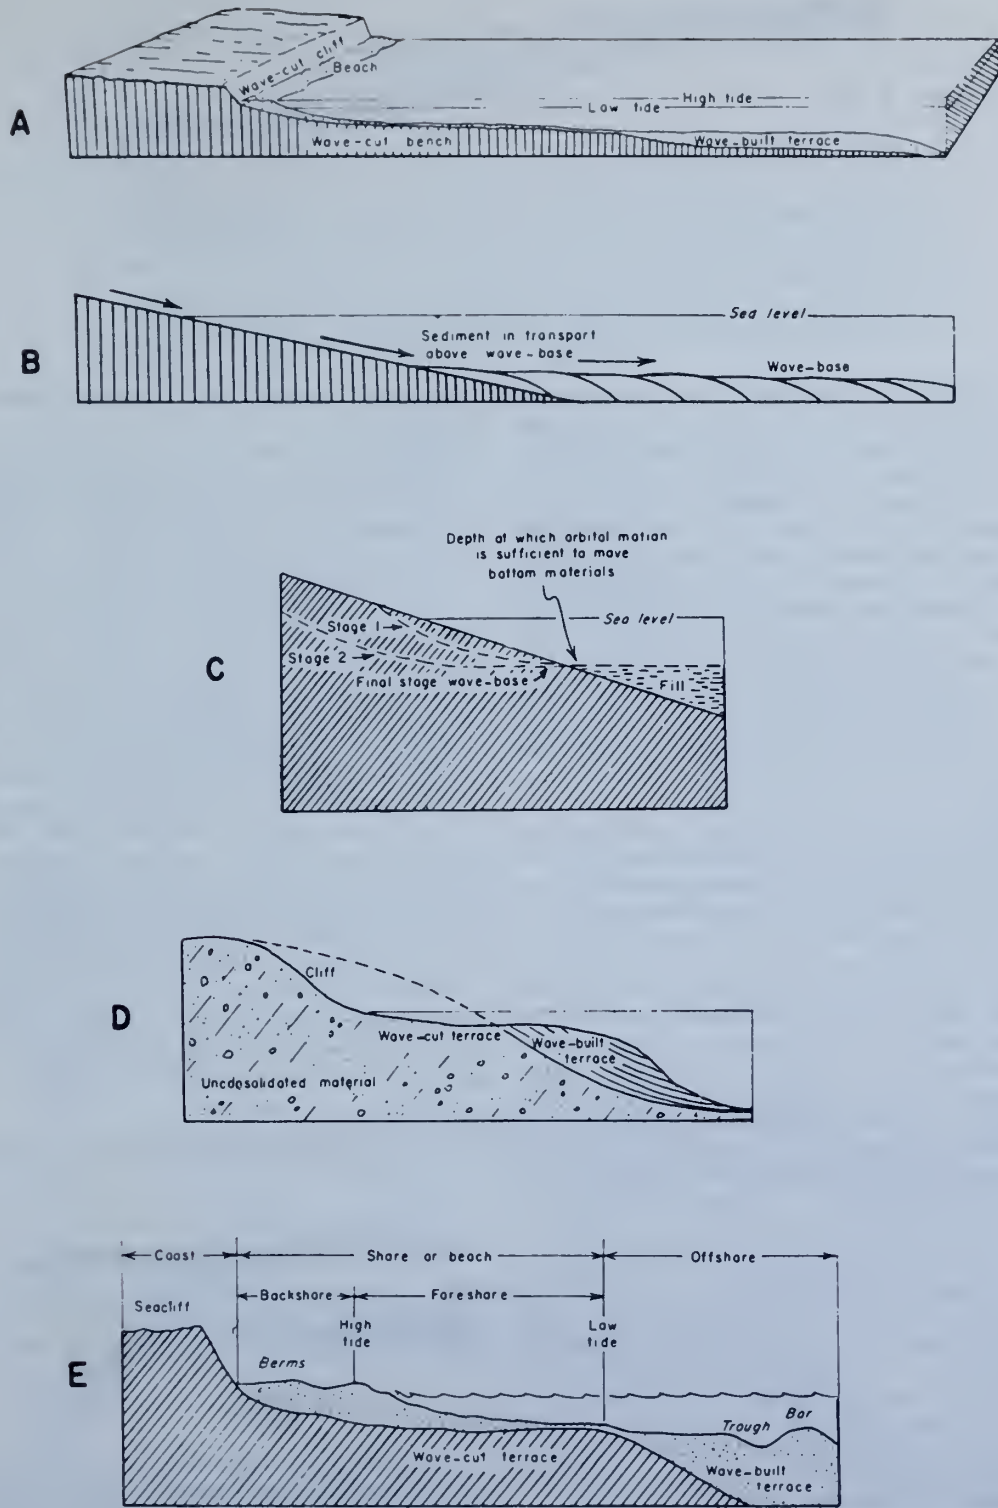 A
Wave-cut cliff
Beach
High tide
Low tide
Wave-cut bench
Wave-built terrace
B
Sea level
Sediment in transport
above wave-base
Wave-base
C
Depth at which orbital motion
is sufficient to move
bottom materials
Sea level
Stage 1
Stage 2
Final stage wave-base
Fill
D
Cliff
Wave-cut terrace
Wave-built
terrace
Uncosolidated material
E
Coast
Shore or beach
Offshore
Backshore
Foreshore
Seacliff
High
tide
Low
tide
Berms
Trough
Bar
Wave-cut terrace
Wave-built
terrace